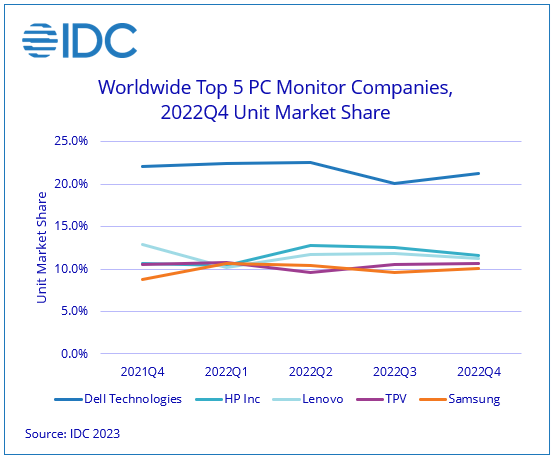 IDC
Worldwide Top 5 PC Monitor Companies,
2022Q4 Unit Market Share
25.0%
20.0%
15.0%
10.0%
5.0%
0.0%
Unit Market Share
2021Q4 2022Q1 2022Q2 2022Q3 2022Q4
Dell Technologies HP Inc Lenovo TPV Samsung
Source: IDC 2023